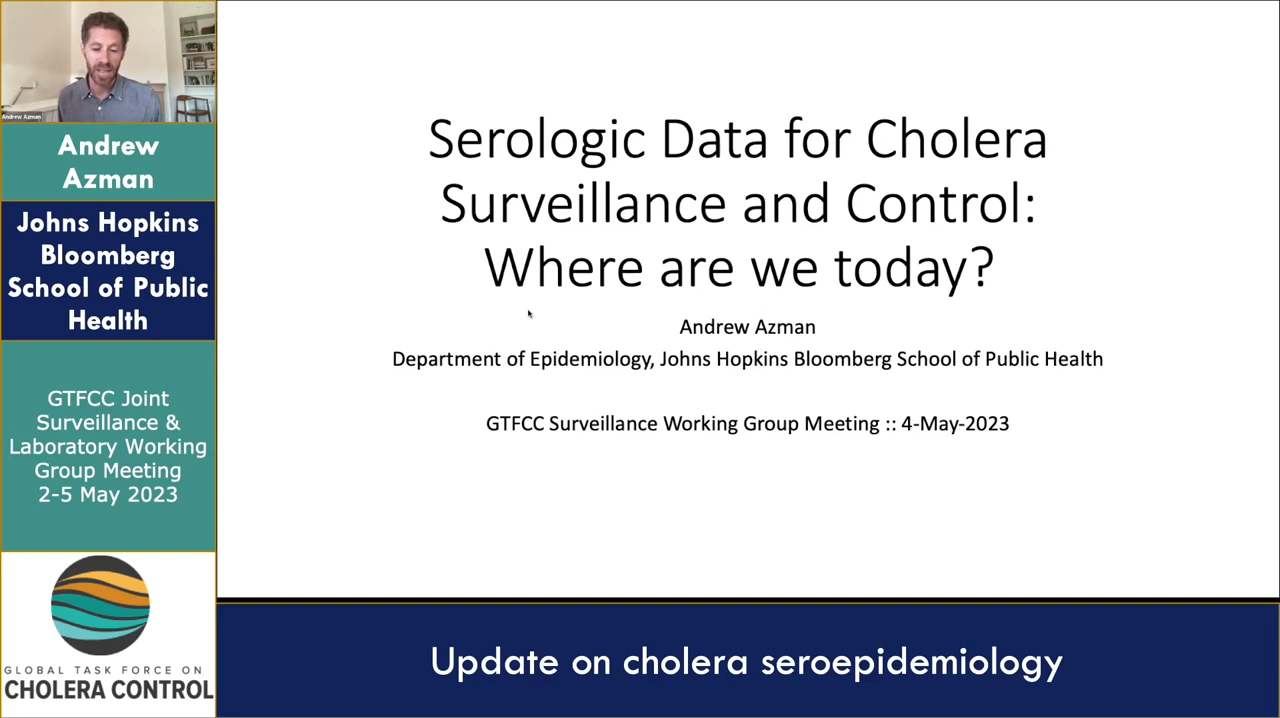 Andrew Azman
Andrew
Azman
Johns Hopkins
Bloomberg
School of Public
Health
GTFCC Joint
Surveillance &
Laboratory Working
Group Meeting
2-5 May 2023
GLOBAL TASK FORCE ON
CHOLERA CONTROL
Serologic Data for Cholera
Surveillance and Control:
Where are we today?
Andrew Azman
Department of Epidemiology, Johns Hopkins Bloomberg School of Public Health
GTFCC Surveillance Working Group Meeting :: 4-May-2023
Update on cholera seroepidemiology